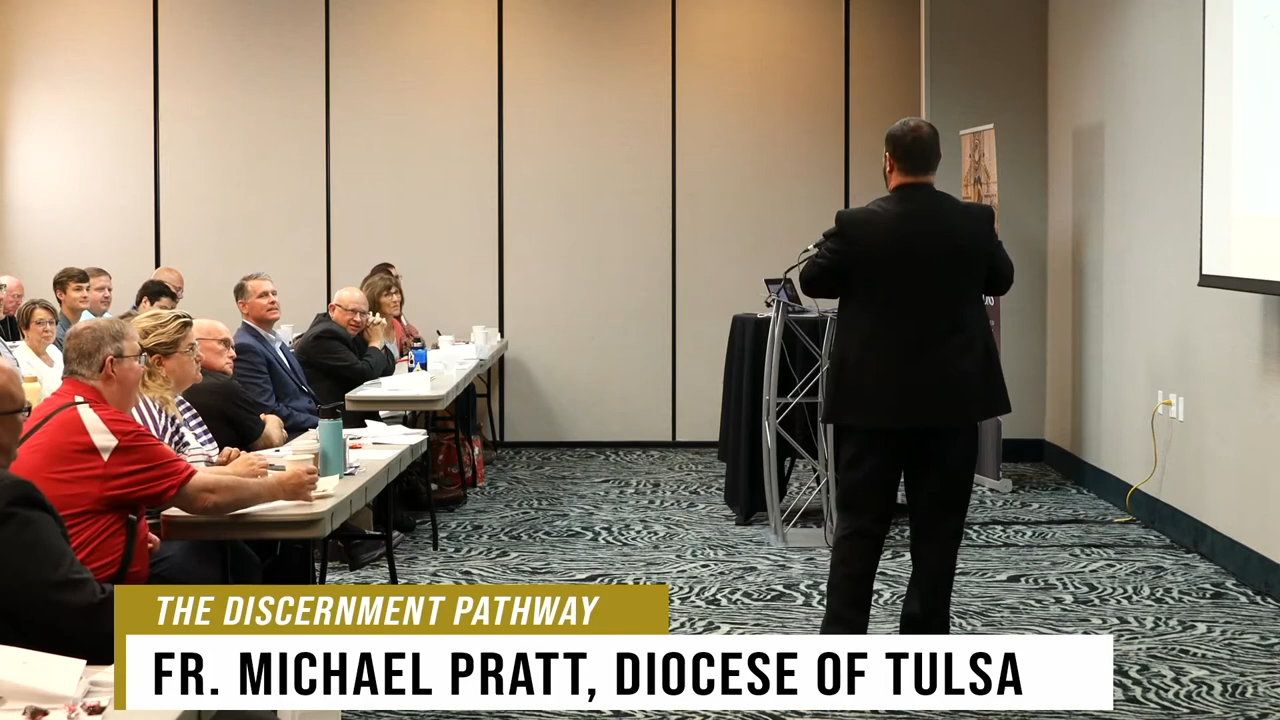 THE DISCERNMENT PATHWAY
FR. MICHAEL PRATT, DIOCESE OF TULSA